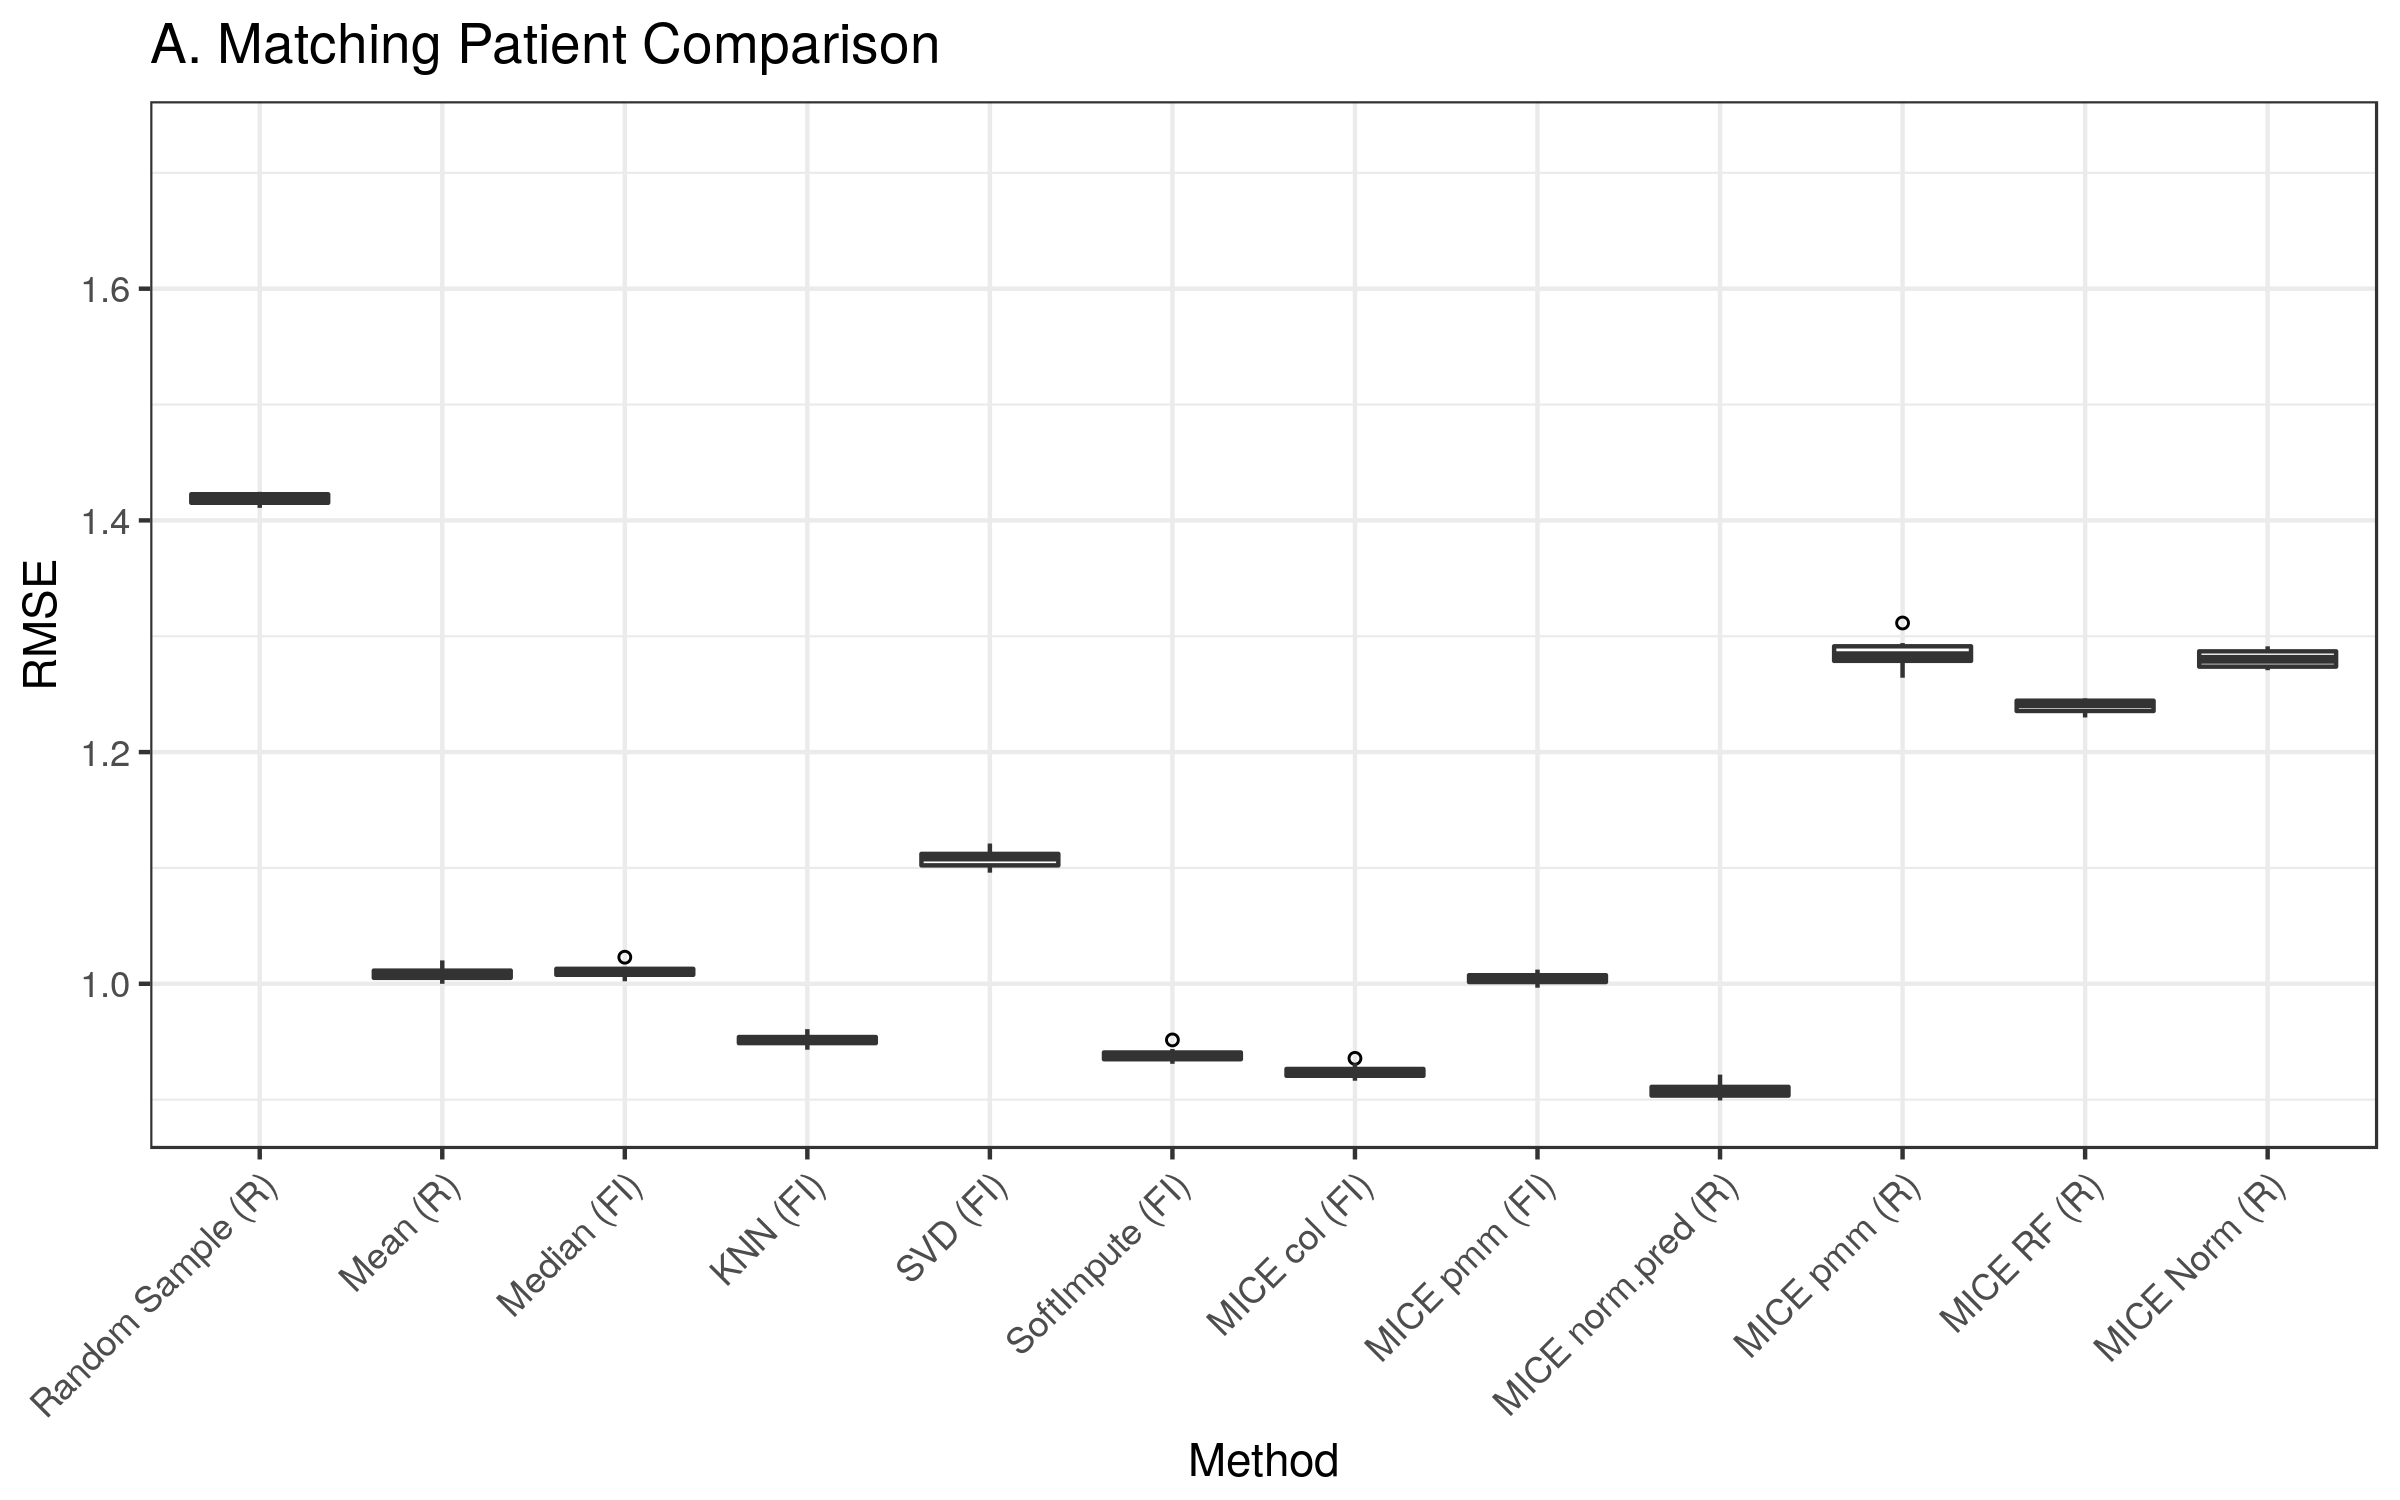 A. Matching Patient Comparison
RMSE
1.6
1.4
1.2
1.0
Random Sample (R)
Mean (R)
Median (FI)
KNN (FI)
SVD (FI)
SoftImpute (FI)
MICE col (FI)
MICE pmm (FI)
MICE norm.pred (R)
MICE pmm (R)
MICE RF (R)
MICE Norm (R)
Method